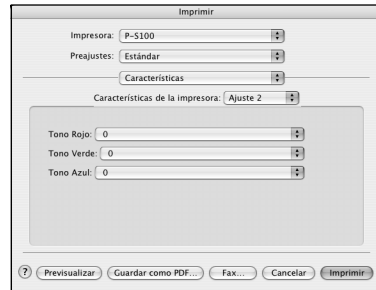 Imprimir
Impresora: P-S100
Preajustes: Estándar
Características
Características de la impresora: Ajuste 2
Tono Rojo: 0
Tono Verde: 0
Tono Azul: 0
? Previsualizar Guardar como PDF... Fax... Cancelar Imprimir